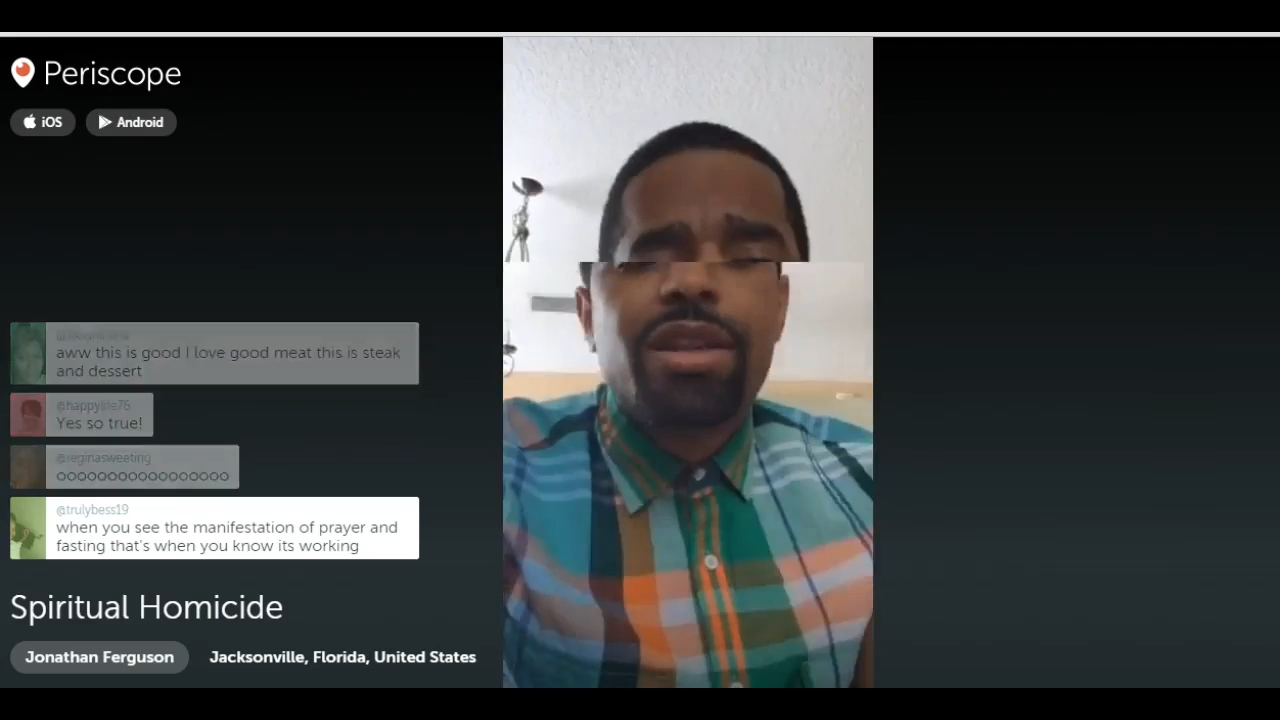 Periscope
iOS
Android
aww this is good I love good meat this is steak
and dessert
@happylife76
Yes so true!
@reginasweeting
ooooooooooooooooo
@trulybess19
when you see the manifestation of prayer and
fasting that's when you know its working
Spiritual Homicide
Jonathan Ferguson
Jacksonville, Florida, United States